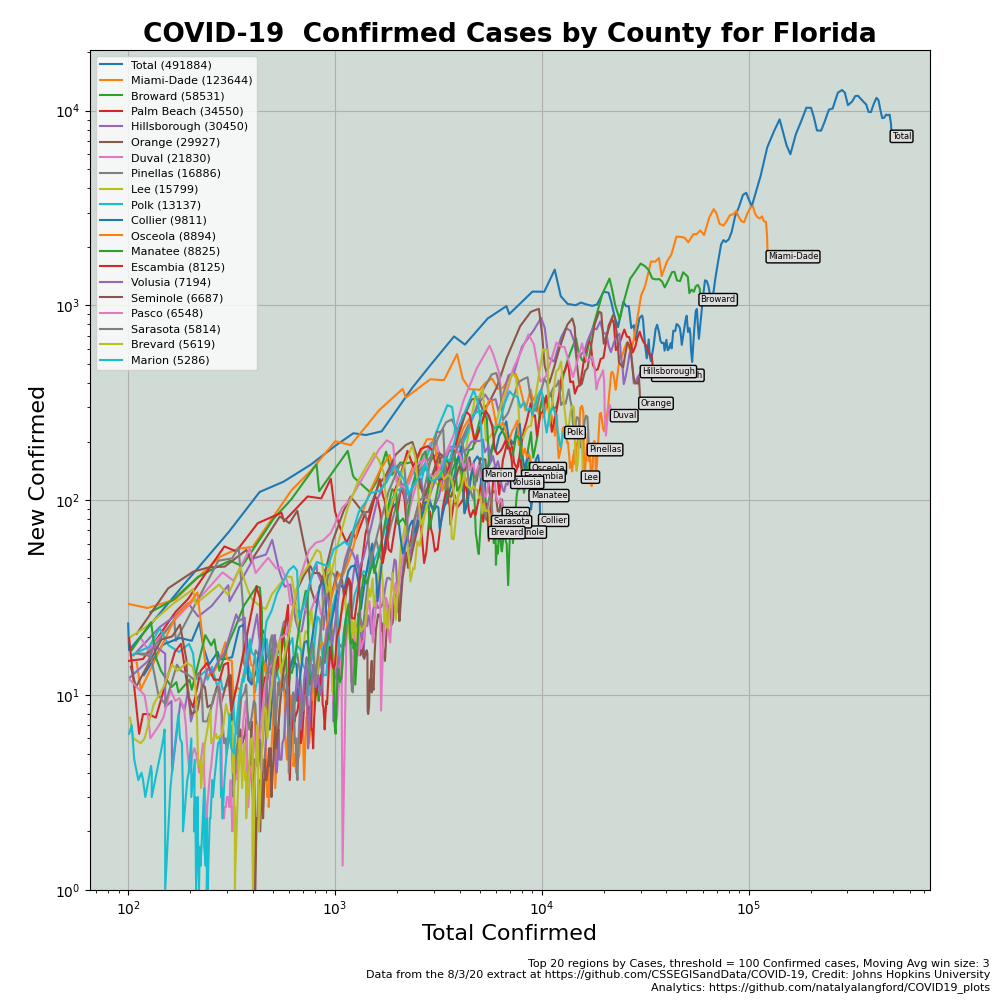 COVID-19  Confirmed Cases by County for Florida
Total (491884)
Miami-Dade (123644)
Broward (58531)
Palm Beach (34550)
Hillsborough (30450)
Orange (29927)
Duval (21830)
Pinellas (16886)
Lee (15799)
Polk (13137)
Collier (9811)
Osceola (8894)
Manatee (8825)
Escambia (8125)
Volusia (7194)
Seminole (6687)
Pasco (6548)
Sarasota (5814)
Brevard (5619)
Marion (5286)
New Confirmed
10⁴
10³
10²
10¹
10⁰
Total
Miami-Dade
Broward
Hillsborough
Orange
Duval
Polk
Pinellas
Osceola
Marion
Lee
Volusia
Manatee
Pasco
Sarasota
Collier
Brevard
10²
10³
10⁴
10⁵
Total Confirmed
Top 20 regions by Cases, threshold = 100 Confirmed cases, Moving Avg win size: 3
Data from the 8/3/20 extract at https://github.com/CSSEGISandData/COVID-19, Credit: Johns Hopkins University
Analytics: https://github.com/natalyalangford/COVID19_plots